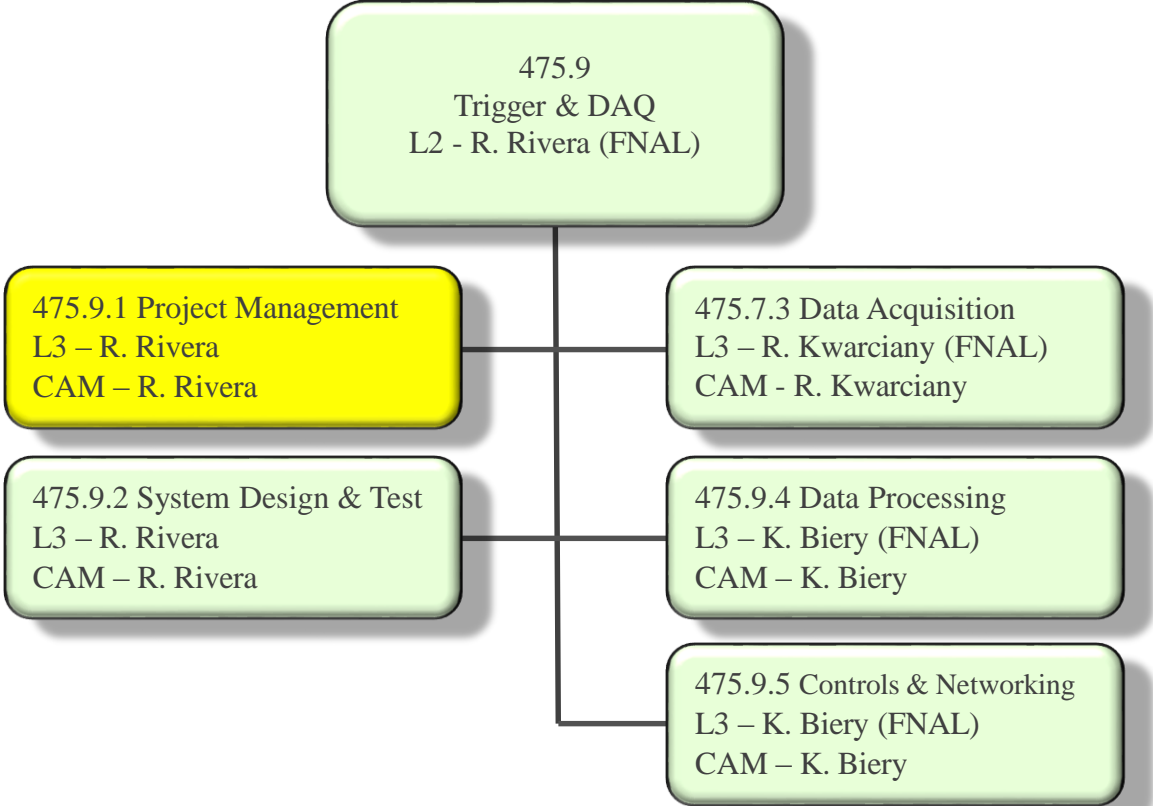 475.9
Trigger & DAQ
L2 - R. Rivera (FNAL)
475.9.1 Project Management
L3 – R. Rivera
CAM – R. Rivera
475.7.3 Data Acquisition
L3 – R. Kwarciany (FNAL)
CAM - R. Kwarciany
475.9.2 System Design & Test
L3 – R. Rivera
CAM – R. Rivera
475.9.4 Data Processing
L3 – K. Biery (FNAL)
CAM – K. Biery
475.9.5 Controls & Networking
L3 – K. Biery (FNAL)
CAM – K. Biery